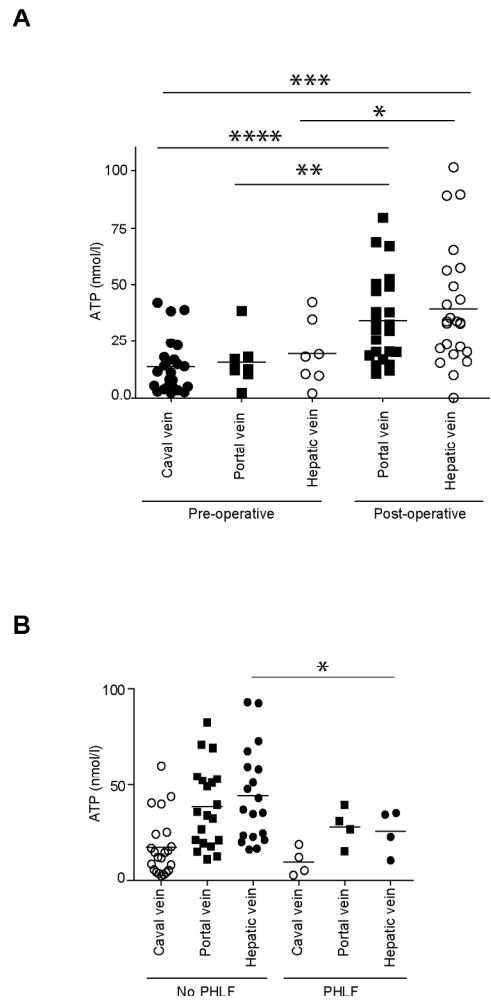 A
***
*
****
**
100
75
50
25
0.0
ATP (nmol/l)
Caval vein
Portal vein
Hepatic vein
Portal vein
Hepatic vein
Pre-operative
Post-operative
B
*
100
50
0
ATP (nmol/l)
Caval vein
Portal vein
Hepatic vein
Caval vein
Portal vein
Hepatic vein
No PHLF
PHLF